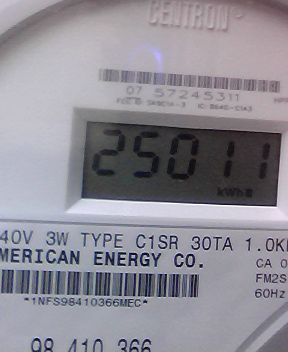 CENTRON
07 57245311
25011
kWh
40V 3W TYPE C1SR 30TA 1.0K
MERICAN ENERGY CO.
CA 0
FM2S
60Hz
*1NFS98410366MEC*
98 410 366